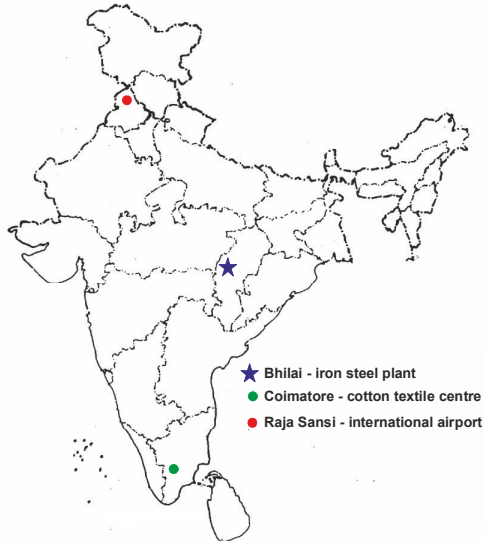 Bhilai - iron steel plant
Coimatore - cotton textile centre
Raja Sansi - international airport